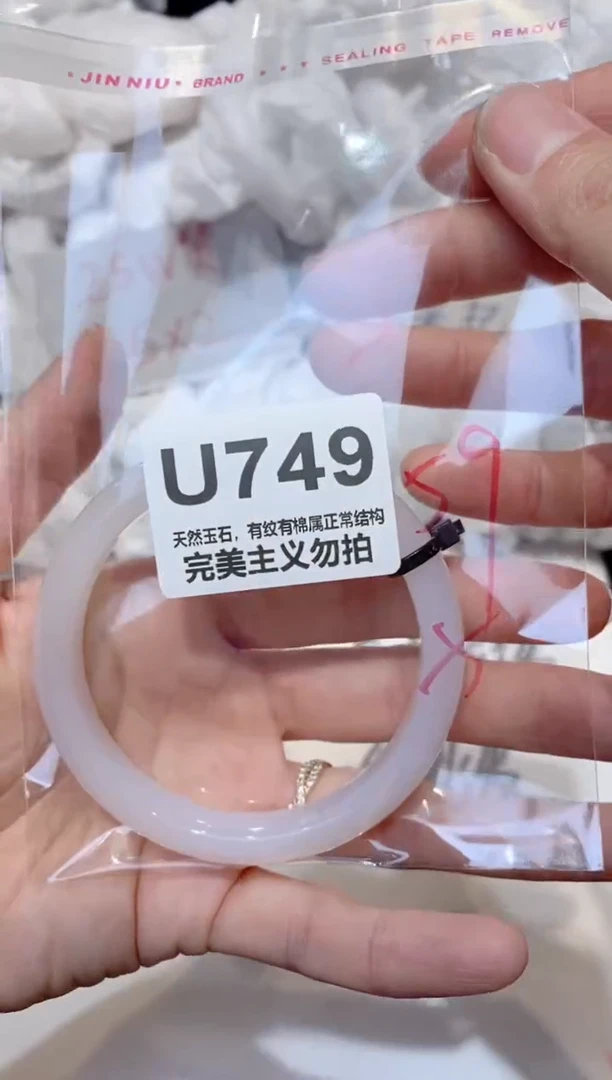 • JIN NIU • BRAND • • • SEALING TAPE REMOVE
U749
天然玉石，有纹有棉属正常结构
完美主义勿拍